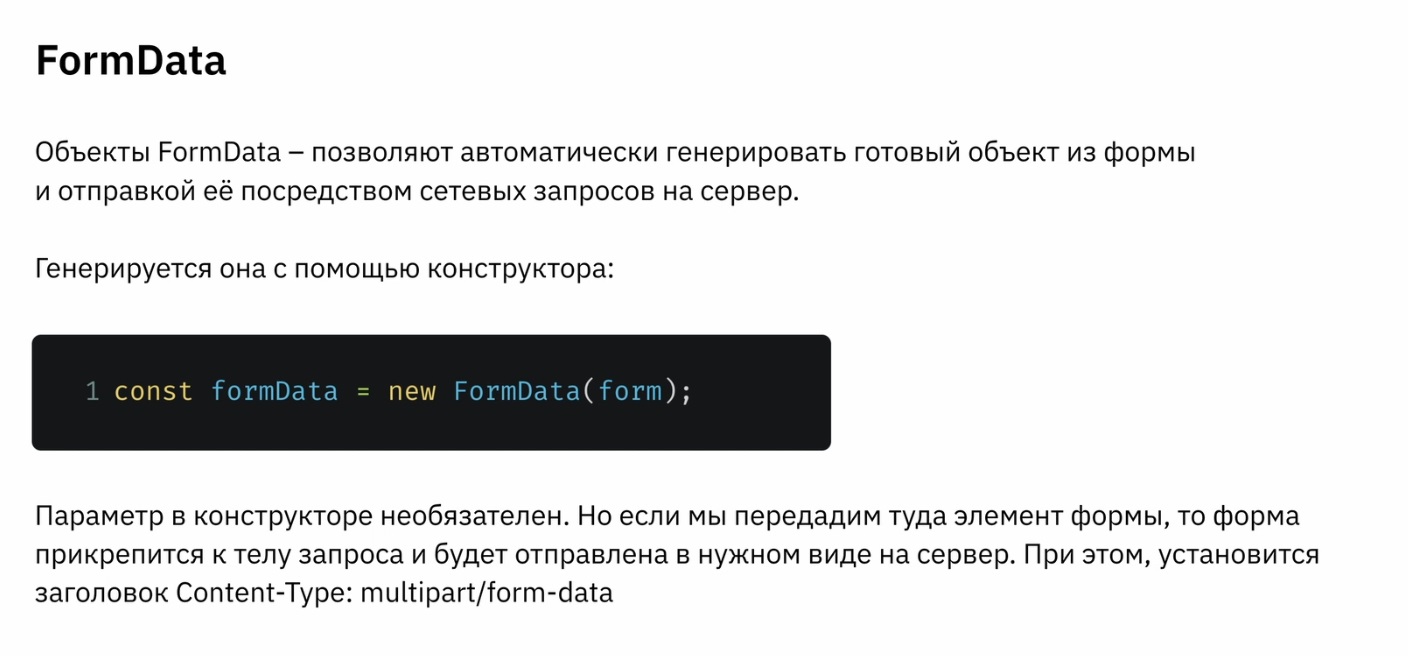 FormData
Объекты FormData – позволяют автоматически генерировать готовый объект из формы
и отправкой её посредством сетевых запросов на сервер.
Генерируется она с помощью конструктора:
1 const formData = new FormData(form);
Параметр в конструкторе необязателен. Но если мы передадим туда элемент формы, то форма
прикрепится к телу запроса и будет отправлена в нужном виде на сервер. При этом, установится
заголовок Content-Type: multipart/form-data